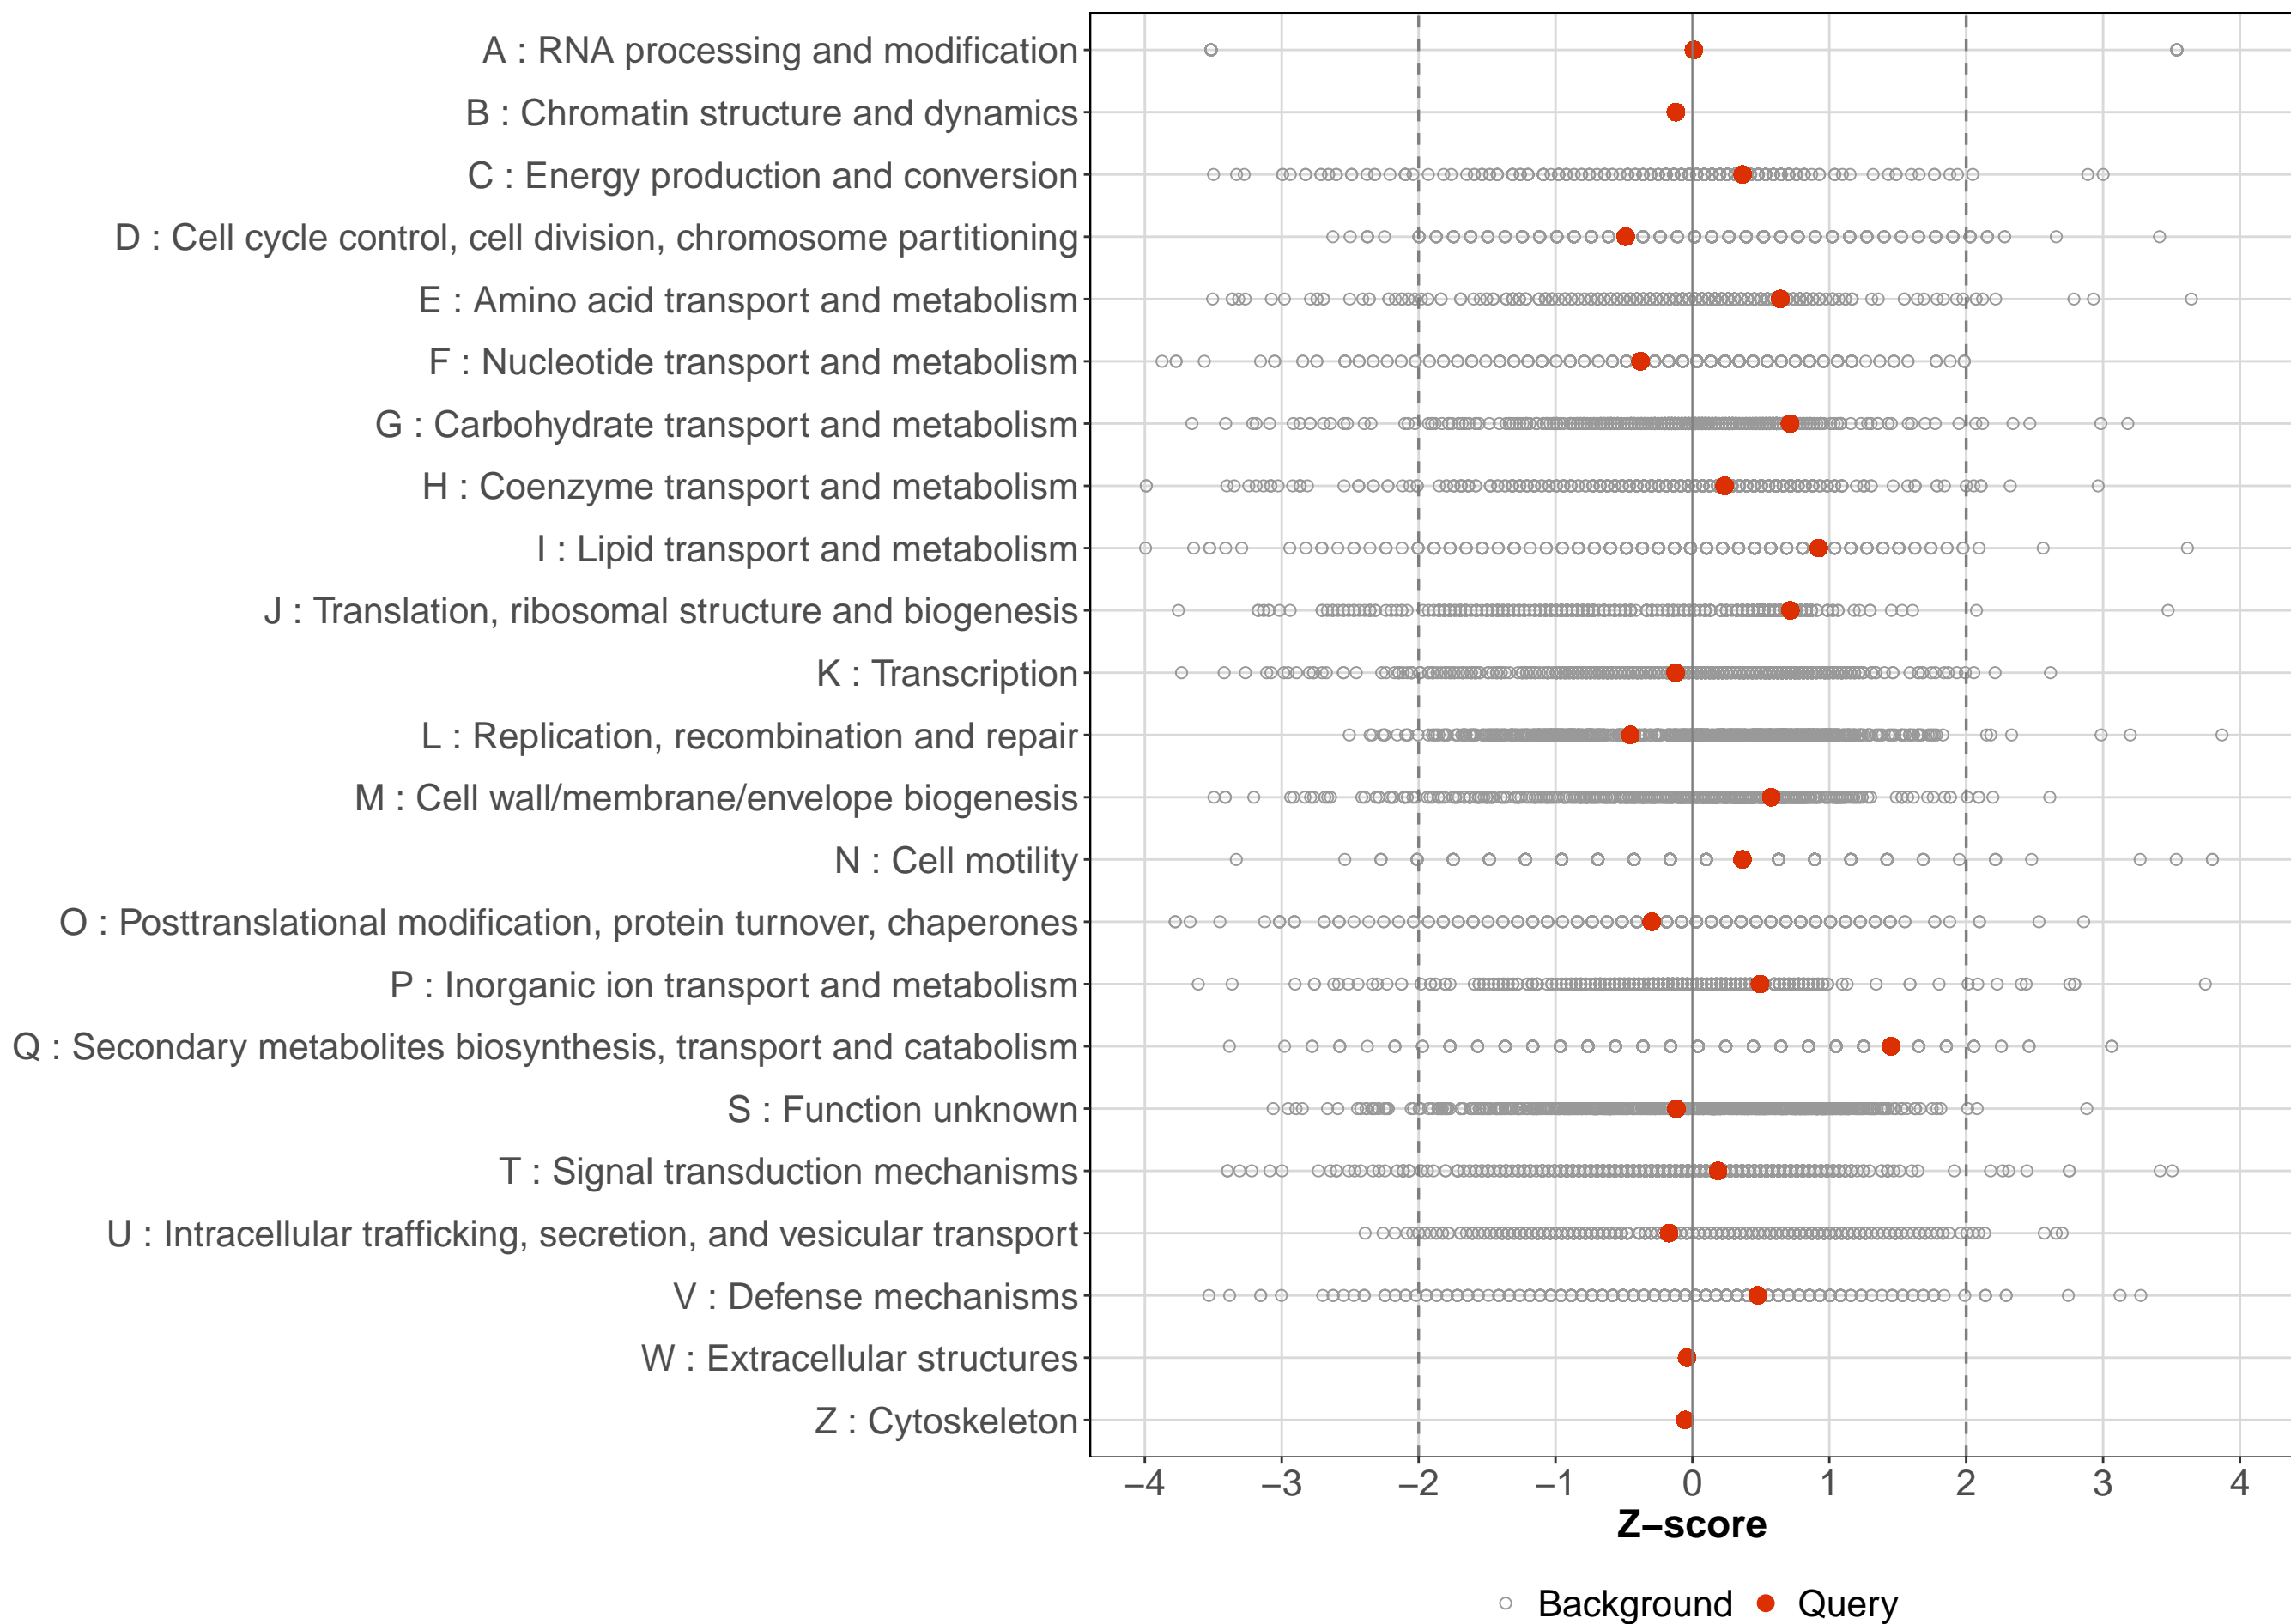 A : RNA processing and modification
B : Chromatin structure and dynamics
C : Energy production and conversion
D : Cell cycle control, cell division, chromosome partitioning
E : Amino acid transport and metabolism
F : Nucleotide transport and metabolism
G : Carbohydrate transport and metabolism
H : Coenzyme transport and metabolism
I : Lipid transport and metabolism
J : Translation, ribosomal structure and biogenesis
K : Transcription
L : Replication, recombination and repair
M : Cell wall/membrane/envelope biogenesis
N : Cell motility
O : Posttranslational modification, protein turnover, chaperones
P : Inorganic ion transport and metabolism
Q : Secondary metabolites biosynthesis, transport and catabolism
S : Function unknown
T : Signal transduction mechanisms
U : Intracellular trafficking, secretion, and vesicular transport
V : Defense mechanisms
W : Extracellular structures
Z : Cytoskeleton
−4 −3 −2 −1 0 1 2 3 4
Z−score
Background Query